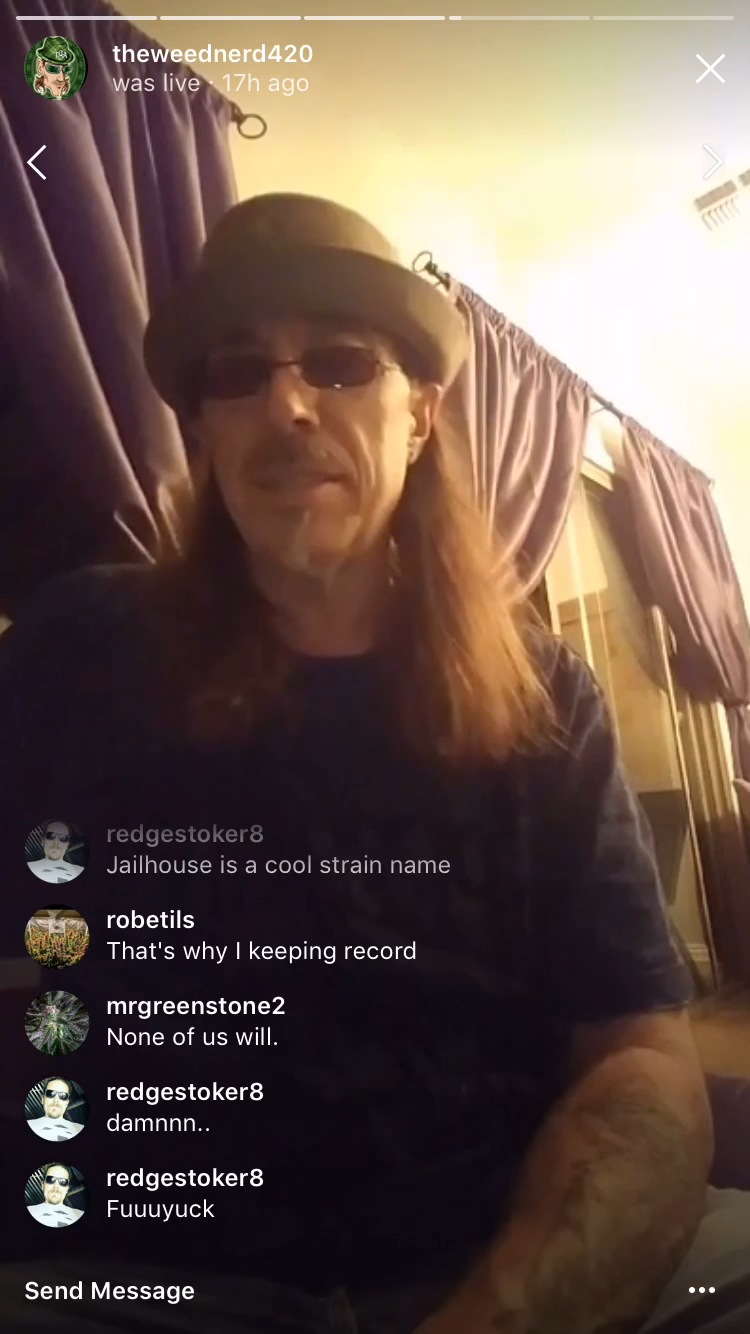 theweednerd420
was live · 17h ago
redgestoker8
Jailhouse is a cool strain name
robetils
That's why I keeping record
mrgreenstone2
None of us will.
redgestoker8
damnnn..
redgestoker8
Fuuuyuck
Send Message